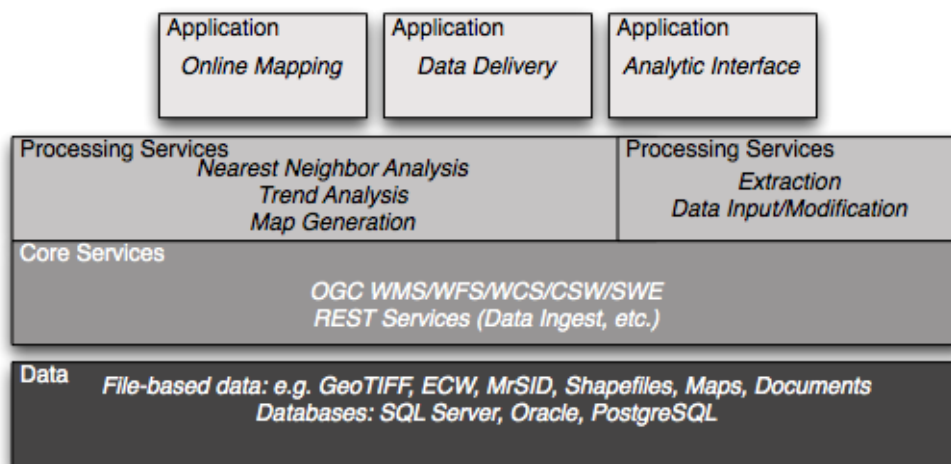 Application
Online Mapping
Application
Data Delivery
Application
Analytic Interface
Processing Services
Nearest Neighbor Analysis
Trend Analysis
Map Generation
Processing Services
Extraction
Data Input/Modification
Core Services
OGC WMS/WFS/WCS/CSW/SWE
REST Services (Data Ingest, etc.)
Data
File-based data: e.g. GeoTIFF, ECW, MrSID, Shapefiles, Maps, Documents
Databases: SQL Server, Oracle, PostgreSQL